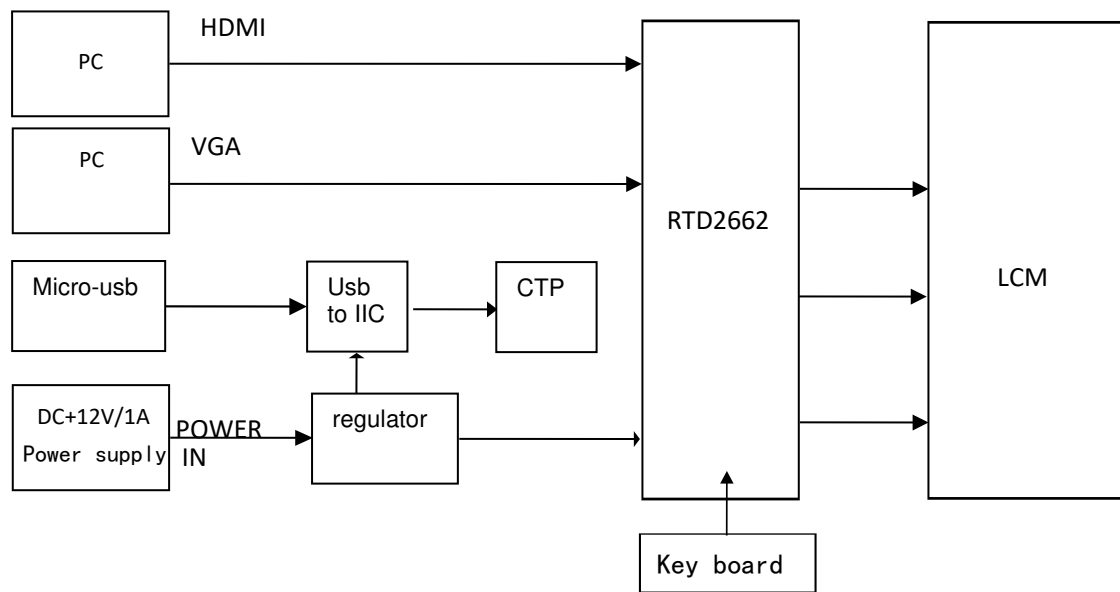 HDMI
PC
VGA
PC
RTD2662
LCM
Micro-usb
Usb
to IIC
CTP
DC+12V/1A
Power supply
POWER
IN
regulator
Key board